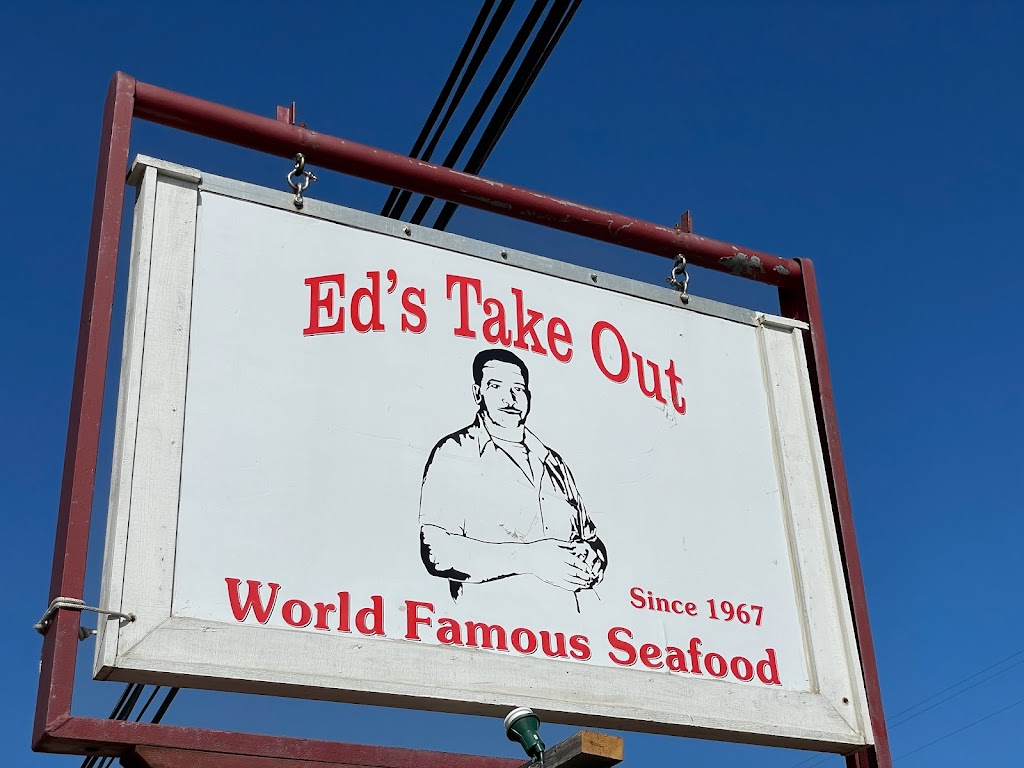 Ed's Take Out
Since 1967
World Famous Seafood